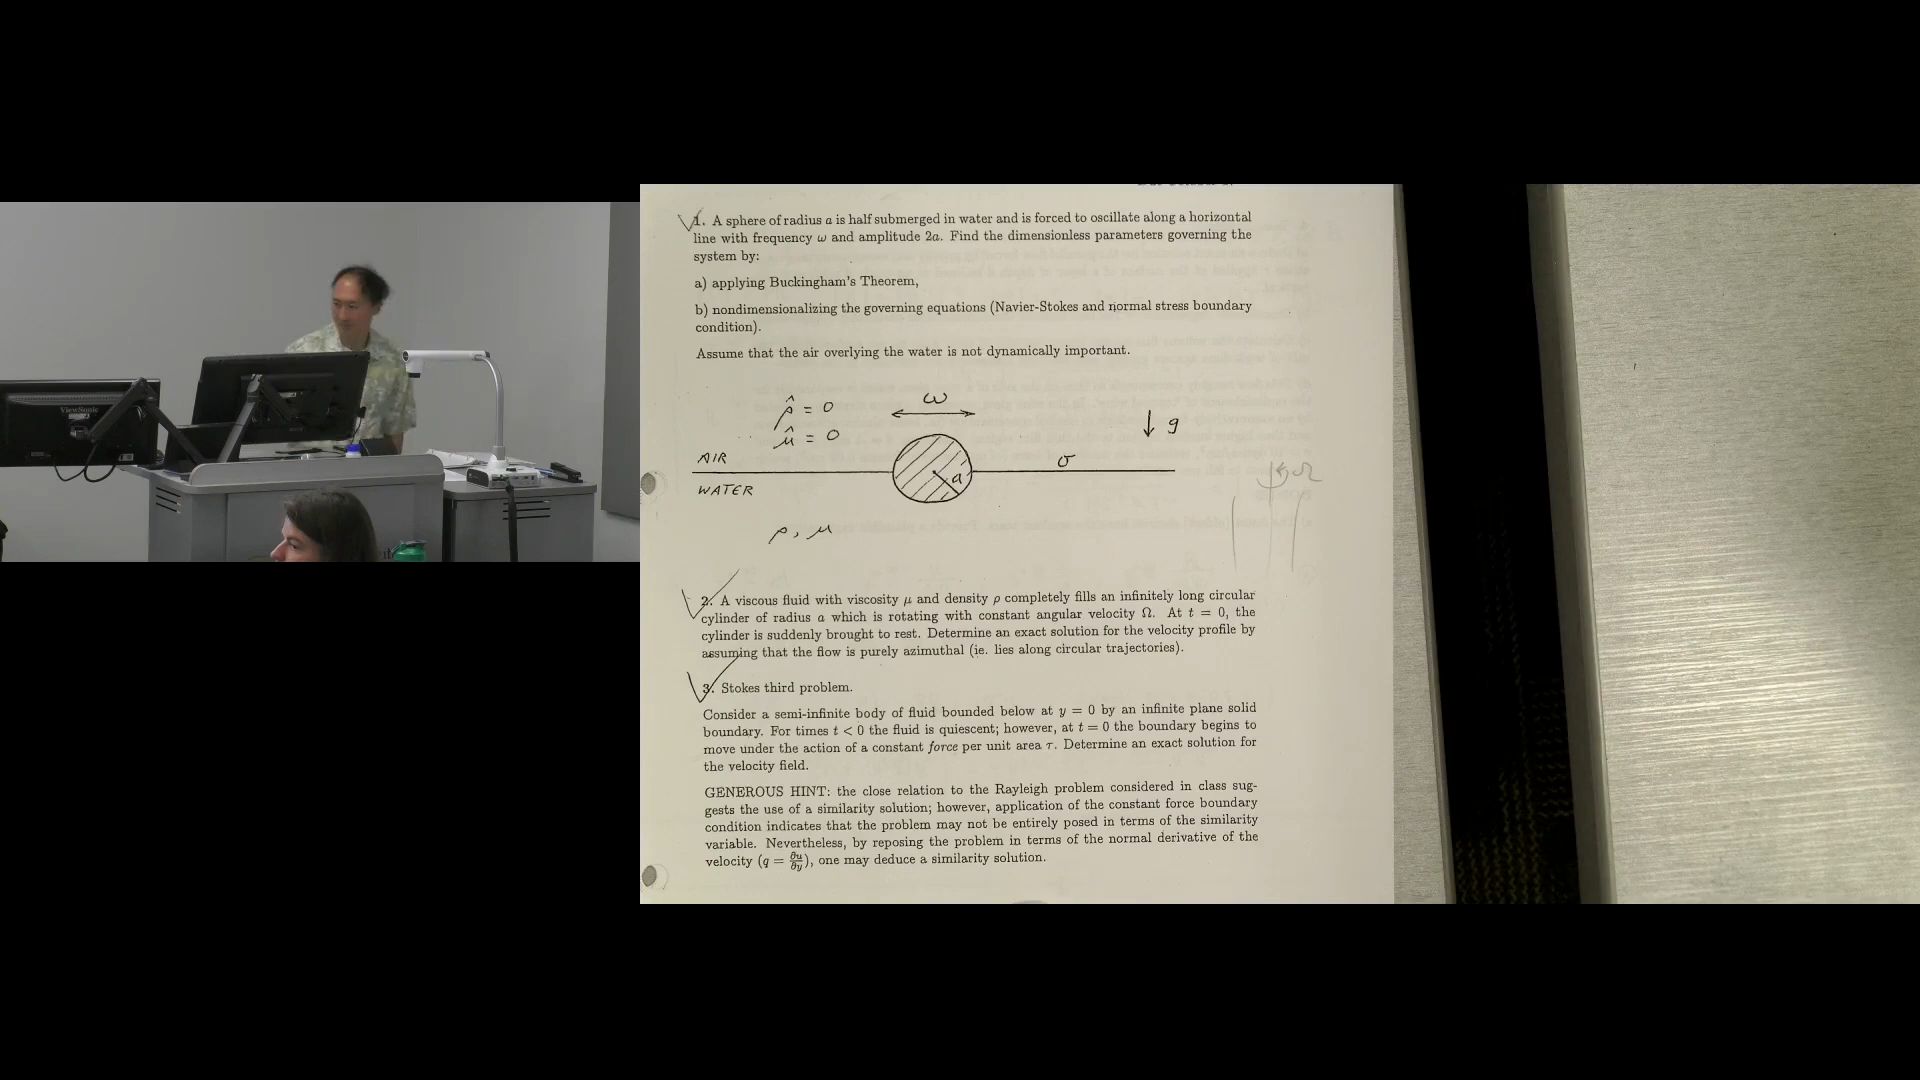 ViewSonic
1. A sphere of radius a is half submerged in water and is forced to oscillate along a horizontal
line with frequency ω and amplitude 2a. Find the dimensionless parameters governing the
system by:
a) applying Buckingham's Theorem,
b) nondimensionalizing the governing equations (Navier-Stokes and normal stress boundary
condition).
Assume that the air overlying the water is not dynamically important.
ρ̂ = 0
μ̂ = 0
ω
↓ g
AIR
σ
a
WATER
Ω
ρ, μ
2. A viscous fluid with viscosity μ and density ρ completely fills an infinitely long circular
cylinder of radius a which is rotating with constant angular velocity Ω. At t = 0, the
cylinder is suddenly brought to rest. Determine an exact solution for the velocity profile by
assuming that the flow is purely azimuthal (ie. lies along circular trajectories).
3. Stokes third problem.
Consider a semi-infinite body of fluid bounded below at y = 0 by an infinite plane solid
boundary. For times t < 0 the fluid is quiescent; however, at t = 0 the boundary begins to
move under the action of a constant force per unit area τ. Determine an exact solution for
the velocity field.
GENEROUS HINT: the close relation to the Rayleigh problem considered in class sug-
gests the use of a similarity solution; however, application of the constant force boundary
condition indicates that the problem may not be entirely posed in terms of the similarity
variable. Nevertheless, by reposing the problem in terms of the normal derivative of the
velocity (q = ∂u/∂y), one may deduce a similarity solution.